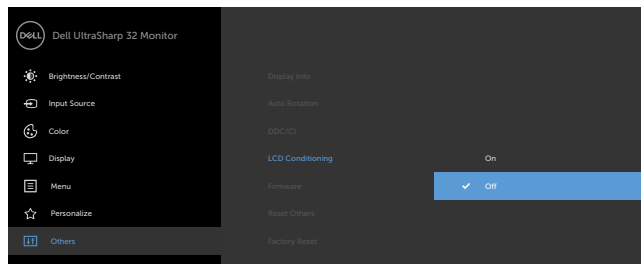 DELL Dell UltraSharp 32 Monitor
Brightness/Contrast
Input Source
Color
Display
Menu
Personalize
Others
Display Info
Auto Rotation
DDC/CI
LCD Conditioning
Firmware
Reset Others
Factory Reset
On
Off